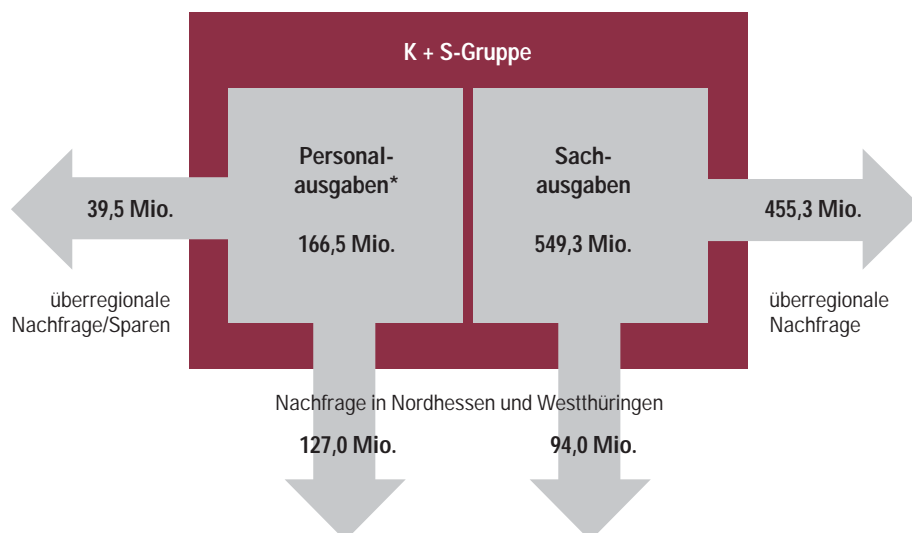 K + S-Gruppe
Personal-
ausgaben*
166,5 Mio.
Sach-
ausgaben
549,3 Mio.
39,5 Mio.
455,3 Mio.
überregionale
Nachfrage/Sparen
überregionale
Nachfrage
Nachfrage in Nordhessen und Westthüringen
127,0 Mio.
94,0 Mio.